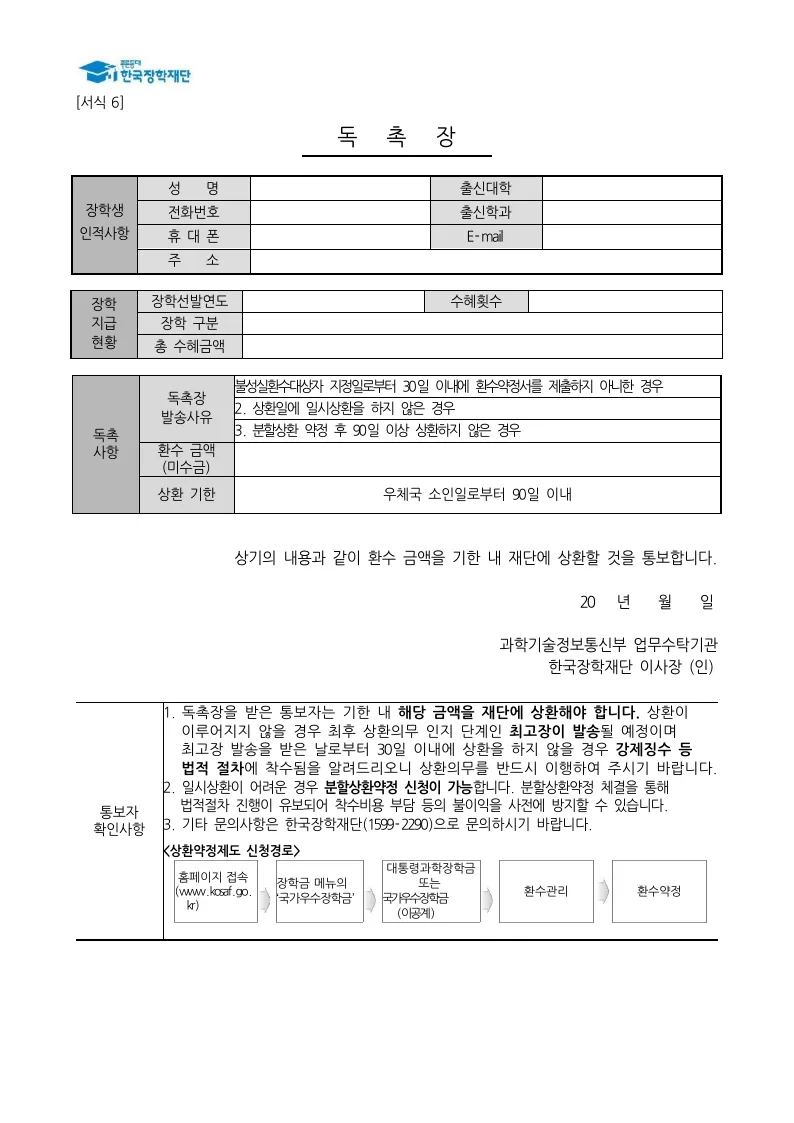 푸른등대
한국장학재단
[서식 6]
독 촉 장
장학생
인적사항
성 명
출신대학
전화번호
출신학과
휴 대 폰
E-mail
주 소
장학
지급
현황
장학선발연도
수혜횟수
장학 구분
총 수혜금액
독촉
사항
독촉장
발송사유
불성실환수대상자 지정일로부터 30일 이내에 환수약정서를 제출하지 아니한 경우
2. 상환일에 일시상환을 하지 않은 경우
3. 분할상환 약정 후 90일 이상 상환하지 않은 경우
환수 금액
(미수금)
상환 기한
우체국 소인일로부터 90일 이내
상기의 내용과 같이 환수 금액을 기한 내 재단에 상환할 것을 통보합니다.
20 년 월 일
과학기술정보통신부 업무수탁기관
한국장학재단 이사장 (인)
통보자
확인사항
1. 독촉장을 받은 통보자는 기한 내 해당 금액을 재단에 상환해야 합니다. 상환이
이루어지지 않을 경우 최후 상환의무 인지 단계인 최고장이 발송될 예정이며
최고장 발송을 받은 날로부터 30일 이내에 상환을 하지 않을 경우 강제징수 등
법적 절차에 착수됨을 알려드리오니 상환의무를 반드시 이행하여 주시기 바랍니다.
2. 일시상환이 어려운 경우 분할상환약정 신청이 가능합니다. 분할상환약정 체결을 통해
법적절차 진행이 유보되어 착수비용 부담 등의 불이익을 사전에 방지할 수 있습니다.
3. 기타 문의사항은 한국장학재단(1599-2290)으로 문의하시기 바랍니다.
<상환약정제도 신청경로>
홈페이지 접속
(www.kosaf.go.
kr)
장학금 메뉴의
'국가우수장학금'
대통령과학장학금
또는
국가우수장학금
(이공계)
환수관리
환수약정